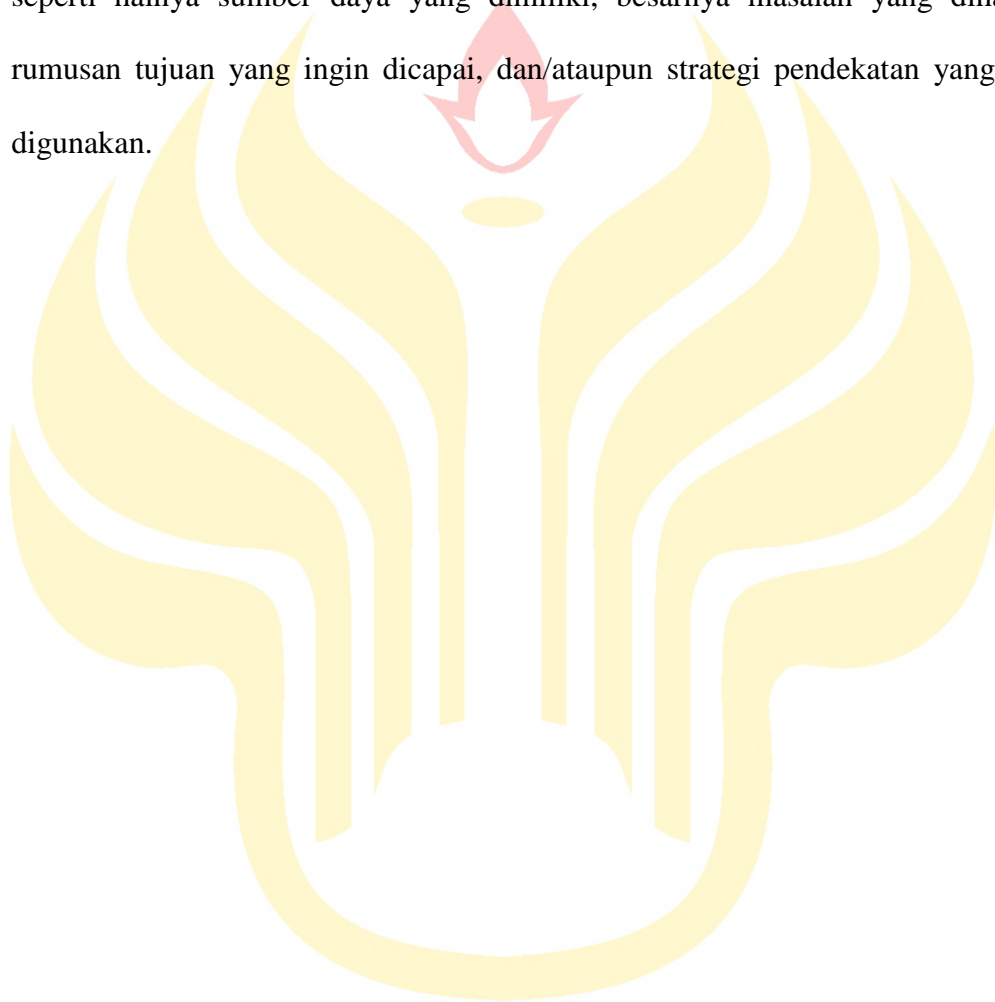 seperti halnya sumber daya yang dimiliki, besarnya masalah yang
rumusan tujuan yang ingin dicapai, dan/ataupun strategi pendekatan yang
digunakan.